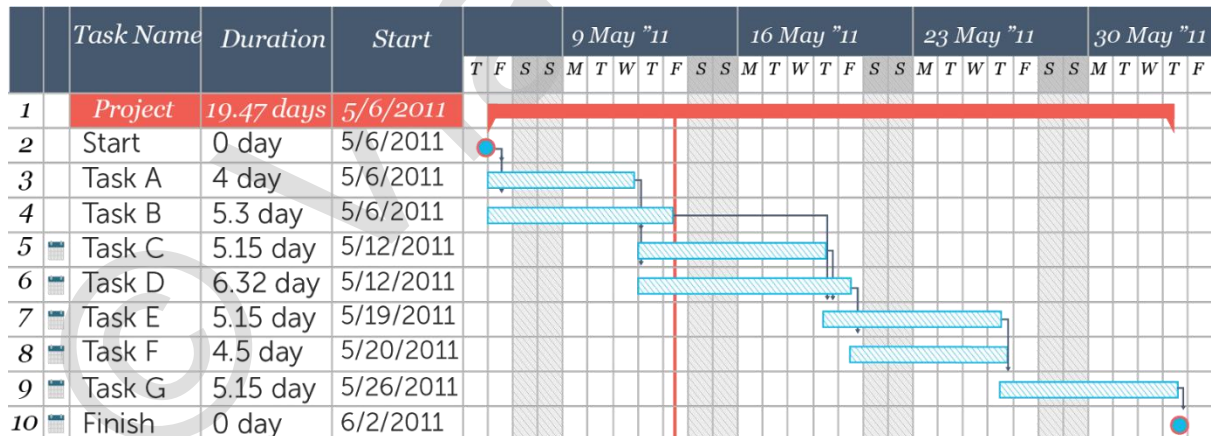 Task Name Duration Start 9 May "11 16 May "11 23 May "11 30 May "11
T F S S M T W T F S S M T W T F S S M T W T F S S M T W T F
1 Project 19.47 days 5/6/2011
2 Start 0 day 5/6/2011
3 Task A 4 day 5/6/2011
4 Task B 5.3 day 5/6/2011
5 Task C 5.15 day 5/12/2011
6 Task D 6.32 day 5/12/2011
7 Task E 5.15 day 5/19/2011
8 Task F 4.5 day 5/20/2011
9 Task G 5.15 day 5/26/2011
10 Finish 0 day 6/2/2011